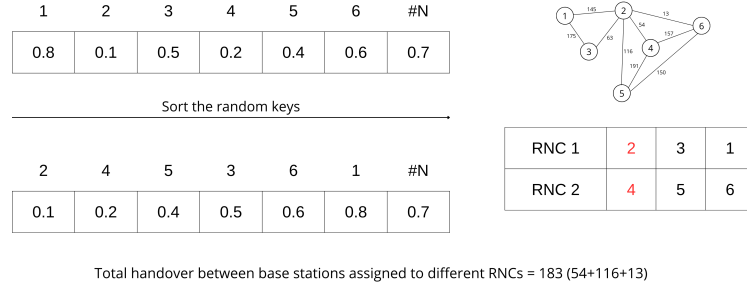 1 2 3 4 5 6 #N
0.8 0.1 0.5 0.2 0.4 0.6 0.7
Sort the random keys
2 4 5 3 6 1 #N
0.1 0.2 0.4 0.5 0.6 0.8 0.7
1 145 2 13 6
175 63 54 157
3 4
116 191 150
5
RNC 1 2 3 1
RNC 2 4 5 6
Total handover between base stations assigned to different RNCs = 183 (54+116+13)